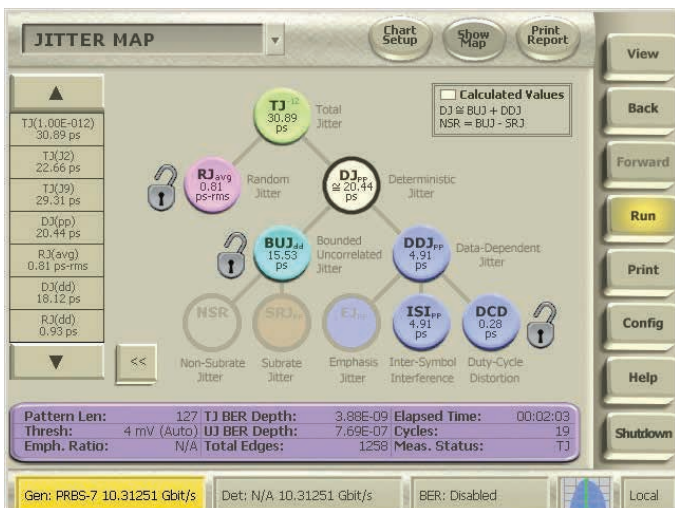 JITTER MAP
Chart Setup
Show Map
Print Report
View
Back
Forward
Run
Print
Config
Help
Shutdown
TJ(1.00E-012)
30.89 ps
TJ(J2)
22.66 ps
TJ(J9)
29.31 ps
DJ(pp)
20.44 ps
RJ(avg)
0.81 ps-rms
DJ(dd)
18.12 ps
RJ(dd)
0.93 ps
<<
Calculated Values
DJ ≅ BUJ + DDJ
NSR = BUJ - SRJ
TJ-12
30.89
ps
Total
Jitter
RJavg
0.81
ps-rms
Random
Jitter
DJPP
≅ 20.44
ps
Deterministic
Jitter
BUJdd
15.53
ps
Bounded
Uncorrelated
Jitter
DDJPP
4.91
ps
Data-Dependent
Jitter
NSR
Non-Subrate
Jitter
SRJPP
Subrate
Jitter
EJPP
Emphasis
Jitter
ISIPP
4.91
ps
Inter-Symbol
Interference
DCD
0.28
ps
Duty-Cycle
Distortion
Pattern Len: 127 TJ BER Depth: 3.88E-09 Elapsed Time: 00:02:03
Thresh: 4 mV (Auto) UJ BER Depth: 7.69E-07 Cycles: 19
Emph. Ratio: N/A Total Edges: 1258 Meas. Status: TJ
Gen: PRBS-7 10.31251 Gbit/s
Det: N/A 10.31251 Gbit/s
BER: Disabled
Local